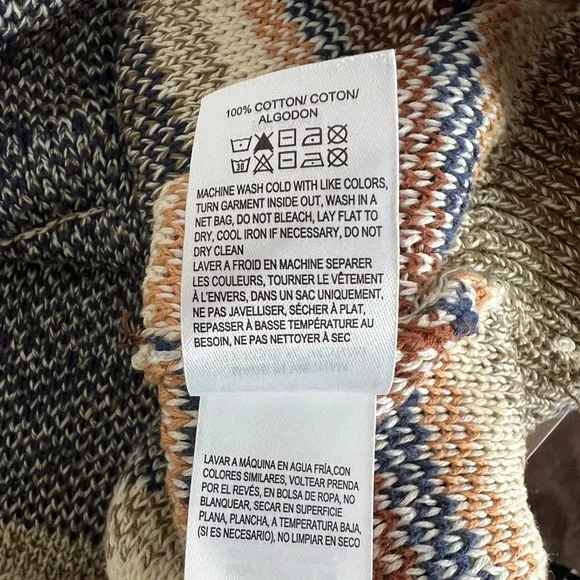 100% COTTON/ COTON/
ALGODON
30
MACHINE WASH COLD WITH LIKE COLORS,
TURN GARMENT INSIDE OUT, WASH IN A
NET BAG, DO NOT BLEACH, LAY FLAT TO
DRY, COOL IRON IF NECESSARY, DO NOT
DRY CLEAN
LAVER A FROID EN MACHINE SEPARER
LES COULEURS, TOURNER LE VÊTEMENT
À L'ENVERS, DANS UN SAC UNIQUEMENT,
NE PAS JAVELLISER, SÉCHER À PLAT,
REPASSER À BASSE TEMPÉRATURE AU
BESOIN, NE PAS NETTOYER À SEC
LAVAR A MÁQUINA EN AGUA FRÍA,CON
COLORES SIMILARES, VOLTEAR PRENDA
POR EL REVÉS, EN BOLSA DE ROPA, NO
BLANQUEAR, SECAR EN SUPERFICIE
PLANA, PLANCHA, A TEMPERATURA BAJA,
(SI ES NECESARIO), NO LIMPIAR EN SECO